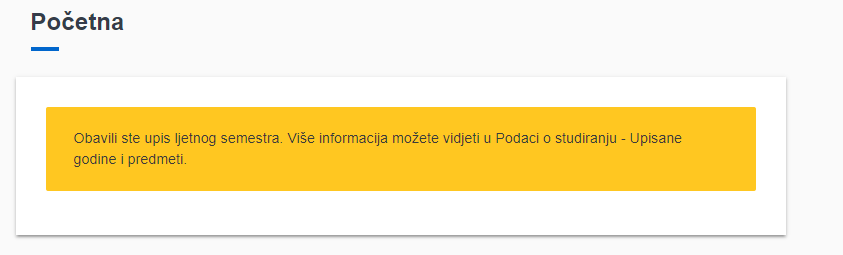 Početna
Obavili ste upis ljetnog semestra. Više informacija možete vidjeti u Podaci o studiranju - Upisane
godine i predmeti.